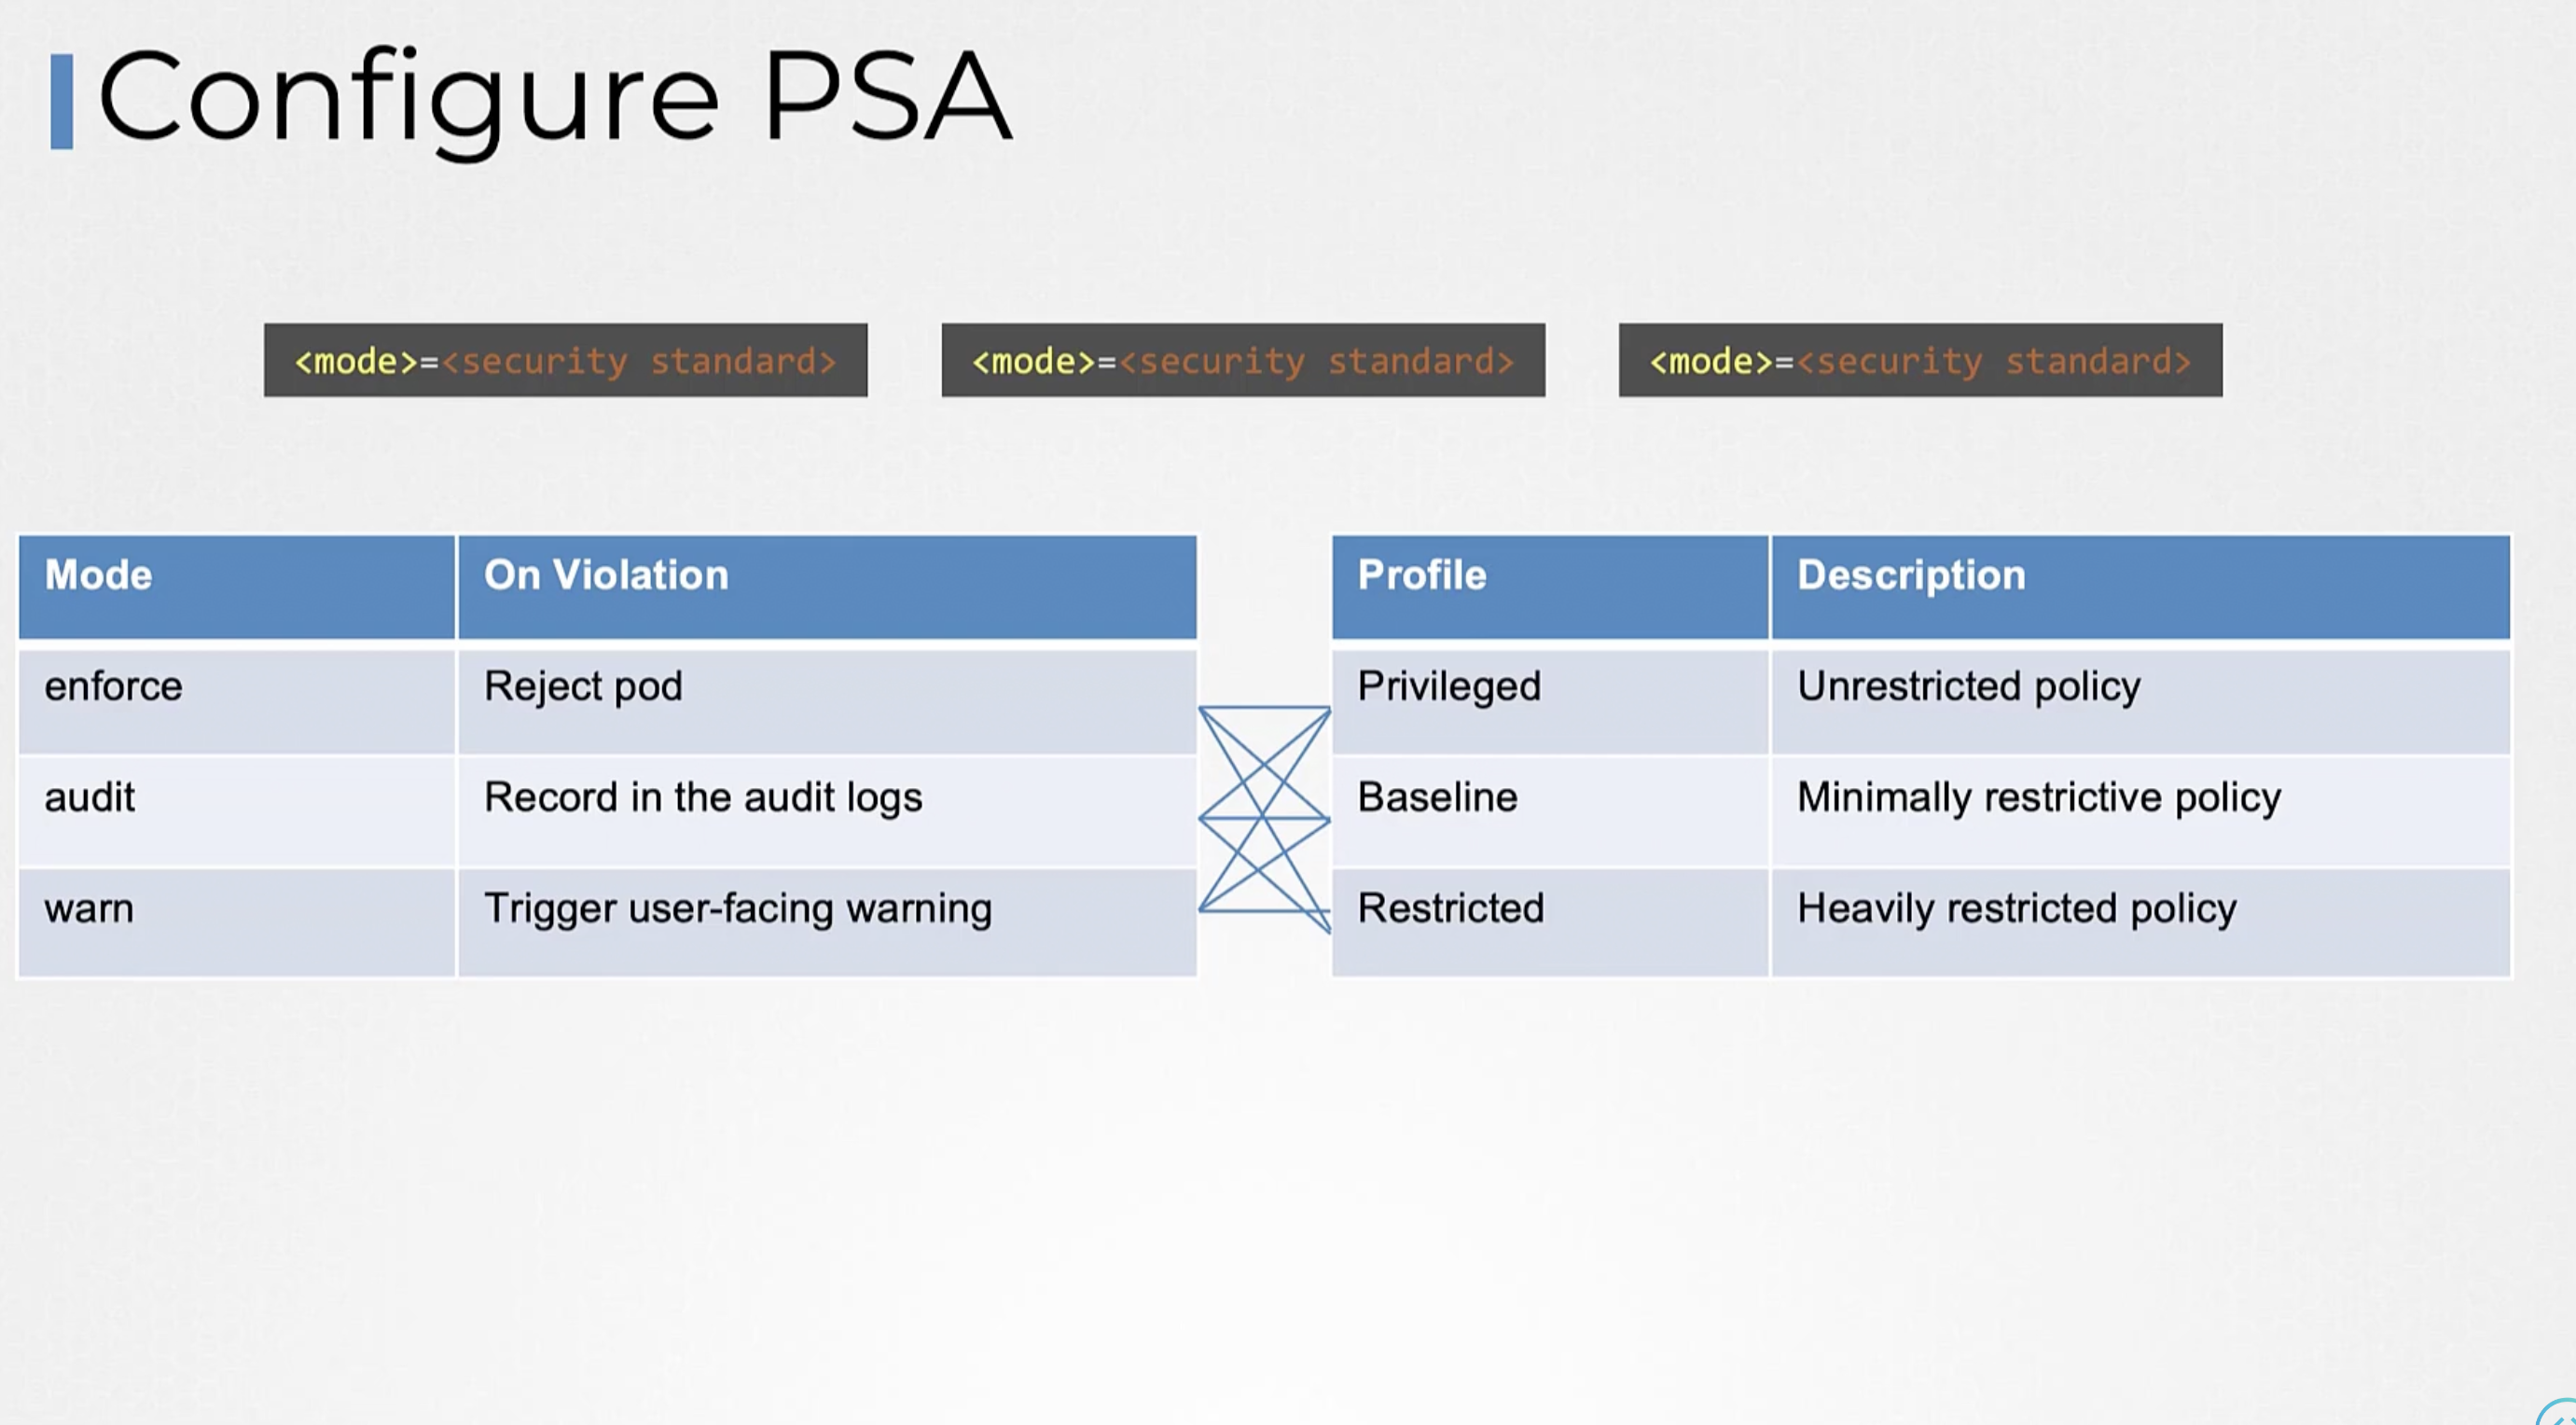 Configure PSA
<mode>=<security standard>
<mode>=<security standard>
<mode>=<security standard>
Mode
On Violation
enforce
Reject pod
audit
Record in the audit logs
warn
Trigger user-facing warning
Profile
Description
Privileged
Unrestricted policy
Baseline
Minimally restrictive policy
Restricted
Heavily restricted policy